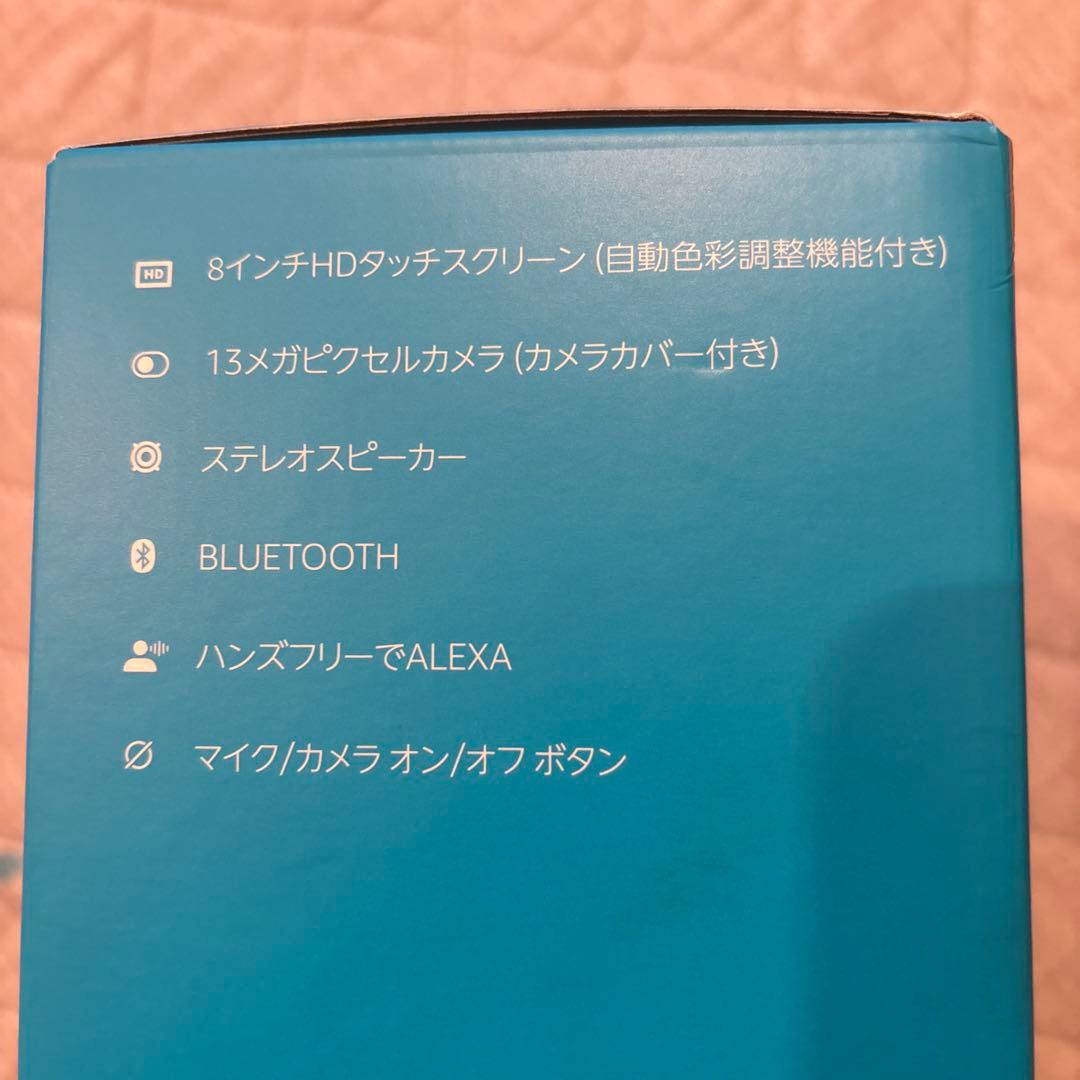 HD 8インチHDタッチスクリーン (自動色彩調整機能付き)
13メガピクセルカメラ (カメラカバー付き)
ステレオスピーカー
BLUETOOTH
ハンズフリーでALEXA
マイク/カメラ オン/オフ ボタン